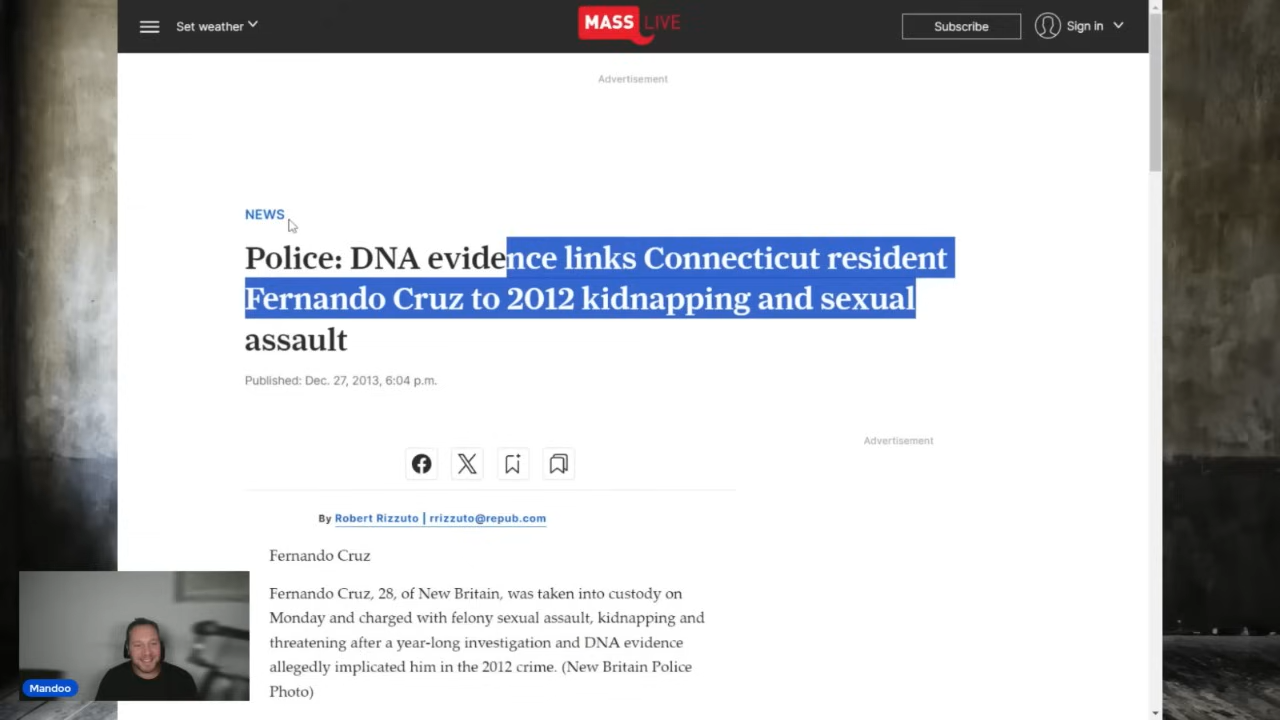 Set weather
MASS LIVE
Subscribe
Sign in
Advertisement
NEWS
Police: DNA evidence links Connecticut resident
Fernando Cruz to 2012 kidnapping and sexual
assault
Published: Dec. 27, 2013, 6:04 p.m.
Advertisement
By Robert Rizzuto | rrizzuto@repub.com
Fernando Cruz
Fernando Cruz, 28, of New Britain, was taken into custody on
Monday and charged with felony sexual assault, kidnapping and
threatening after a year-long investigation and DNA evidence
allegedly implicated him in the 2012 crime. (New Britain Police
Photo)
Mandoo